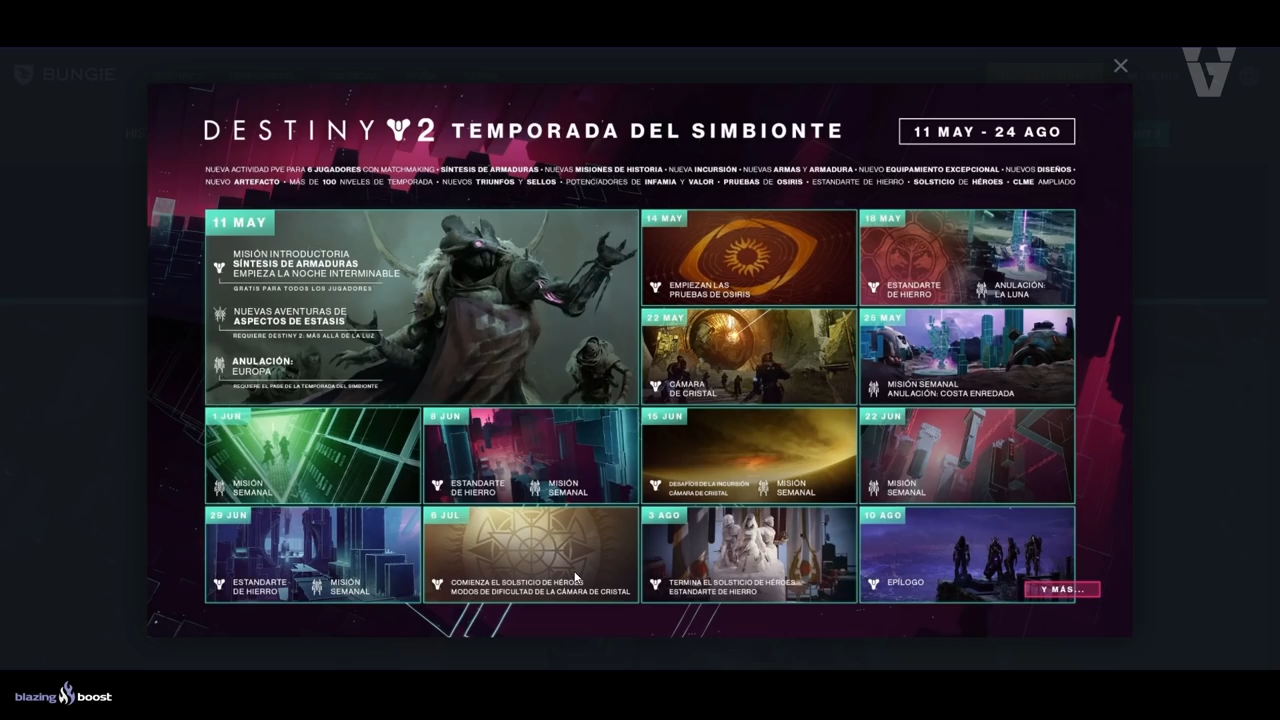 BUNGIE
DESTINY 2 TEMPORADA DEL SIMBIONTE
11 MAY - 24 AGO
NUEVA ACTIVIDAD PVE PARA 6 JUGADORES CON MATCHMAKING • SÍNTESIS DE ARMADURAS • NUEVAS MISIONES DE HISTORIA • NUEVA INCURSIÓN • NUEVAS ARMAS Y ARMADURA • NUEVO EQUIPAMIENTO EXCEPCIONAL • NUEVOS DISEÑOS •
NUEVO ARTEFACTO • MÁS DE 100 NIVELES DE TEMPORADA • NUEVOS TRIUNFOS Y SELLOS • POTENCIADORES DE INFAMIA Y VALOR • PRUEBAS DE OSIRIS • ESTANDARTE DE HIERRO • SOLSTICIO DE HÉROES • CLME AMPLIADO
11 MAY
MISIÓN INTRODUCTORIA
SÍNTESIS DE ARMADURAS
EMPIEZA LA NOCHE INTERMINABLE
GRATIS PARA TODOS LOS JUGADORES
NUEVAS AVENTURAS DE
ASPECTOS DE ESTASIS
REQUIERE DESTINY 2: MÁS ALLÁ DE LA LUZ
ANULACIÓN:
EUROPA
REQUIERE EL PASE DE LA TEMPORADA DEL SIMBIONTE
14 MAY
EMPIEZAN LAS
PRUEBAS DE OSIRIS
18 MAY
ESTANDARTE
DE HIERRO
ANULACIÓN:
LA LUNA
22 MAY
CÁMARA
DE CRISTAL
25 MAY
MISIÓN SEMANAL
ANULACIÓN: COSTA ENREDADA
1 JUN
MISIÓN
SEMANAL
8 JUN
ESTANDARTE
DE HIERRO
MISIÓN
SEMANAL
15 JUN
DESAFÍOS DE LA INCURSIÓN
CÁMARA DE CRISTAL
MISIÓN
SEMANAL
22 JUN
MISIÓN
SEMANAL
29 JUN
ESTANDARTE
DE HIERRO
MISIÓN
SEMANAL
6 JUL
COMIENZA EL SOLSTICIO DE HÉROES
MODOS DE DIFICULTAD DE LA CÁMARA DE CRISTAL
3 AGO
TERMINA EL SOLSTICIO DE HÉROES
ESTANDARTE DE HIERRO
10 AGO
EPÍLOGO
Y MÁS...
blazing boost